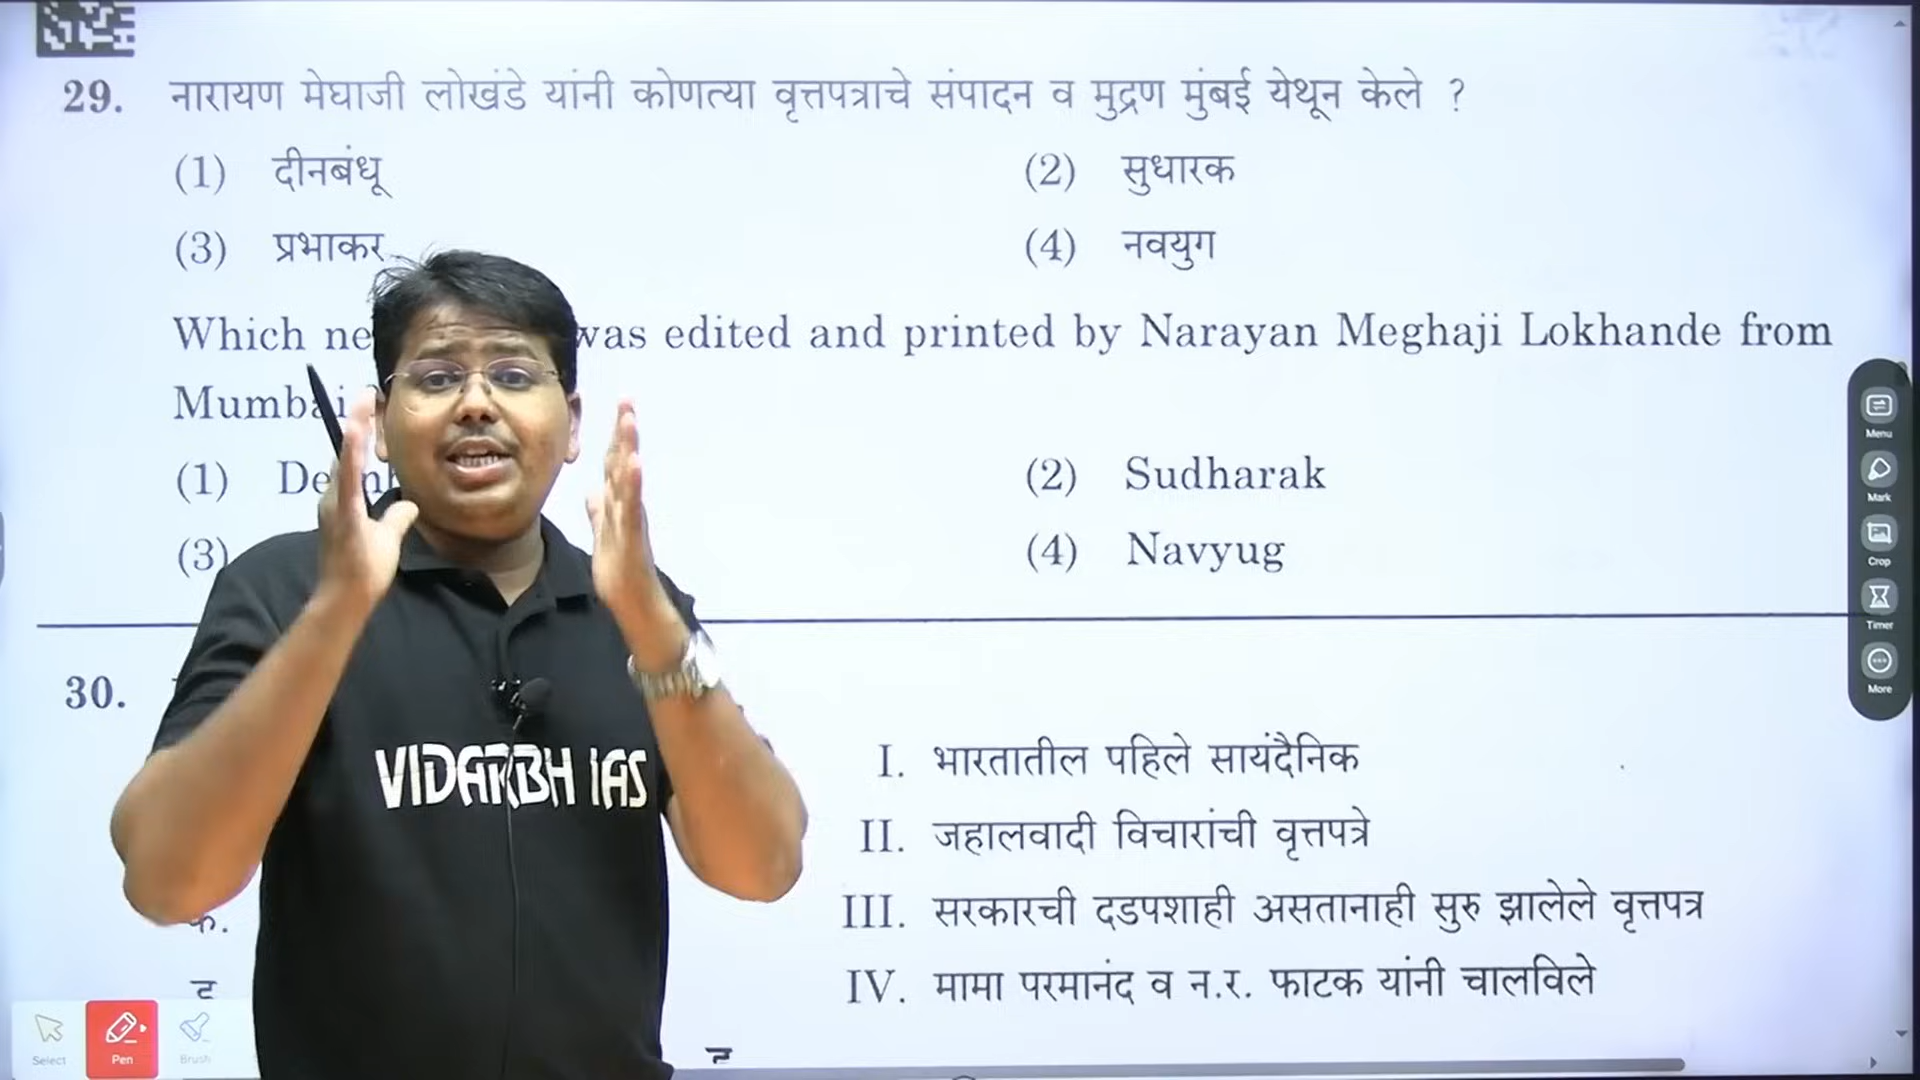 29. नारायण मेघाजी लोखंडे यांनी कोणत्या वृत्तपत्राचे संपादन व मुद्रण मुंबई येथून केले ?
(1) दीनबंधू (2) सुधारक
(3) प्रभाकर (4) नवयुग
Which was edited and printed by Narayan Meghaji Lokhande from
Mumbai
(1) (2) Sudharak
(3) (4) Navyug
30.
I. भारतातील पहिले सायंदैनिक
II. जहालवादी विचारांची वृत्तपत्रे
III. सरकारची दडपशाही असतानाही सुरु झालेले वृत्तपत्र
क.
IV. मामा परमानंद व न.र. फाटक यांनी चालविले
VIDARBH IAS
Menu
Mark
Crop
Timer
More
Select
Pen
Brush